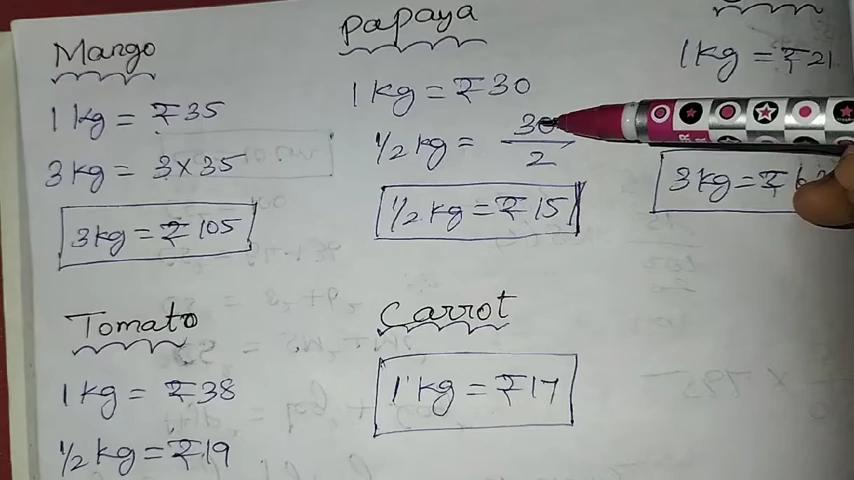 Mango
1 kg = ₹35
3 kg = 3×35
3 kg = ₹105
Papaya
1 kg = ₹30
1/2 kg = 30/2
1/2 kg = ₹15
1 kg = ₹21
3 kg = ₹
Tomato
1 kg = ₹38
1/2 kg = ₹19
Carrot
1 kg = ₹17